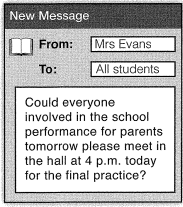 New Message
From: Mrs Evans
To: All students
Could everyone
involved in the school
performance for parents
tomorrow please meet in
the hall at 4 p.m. today
for the final practice?